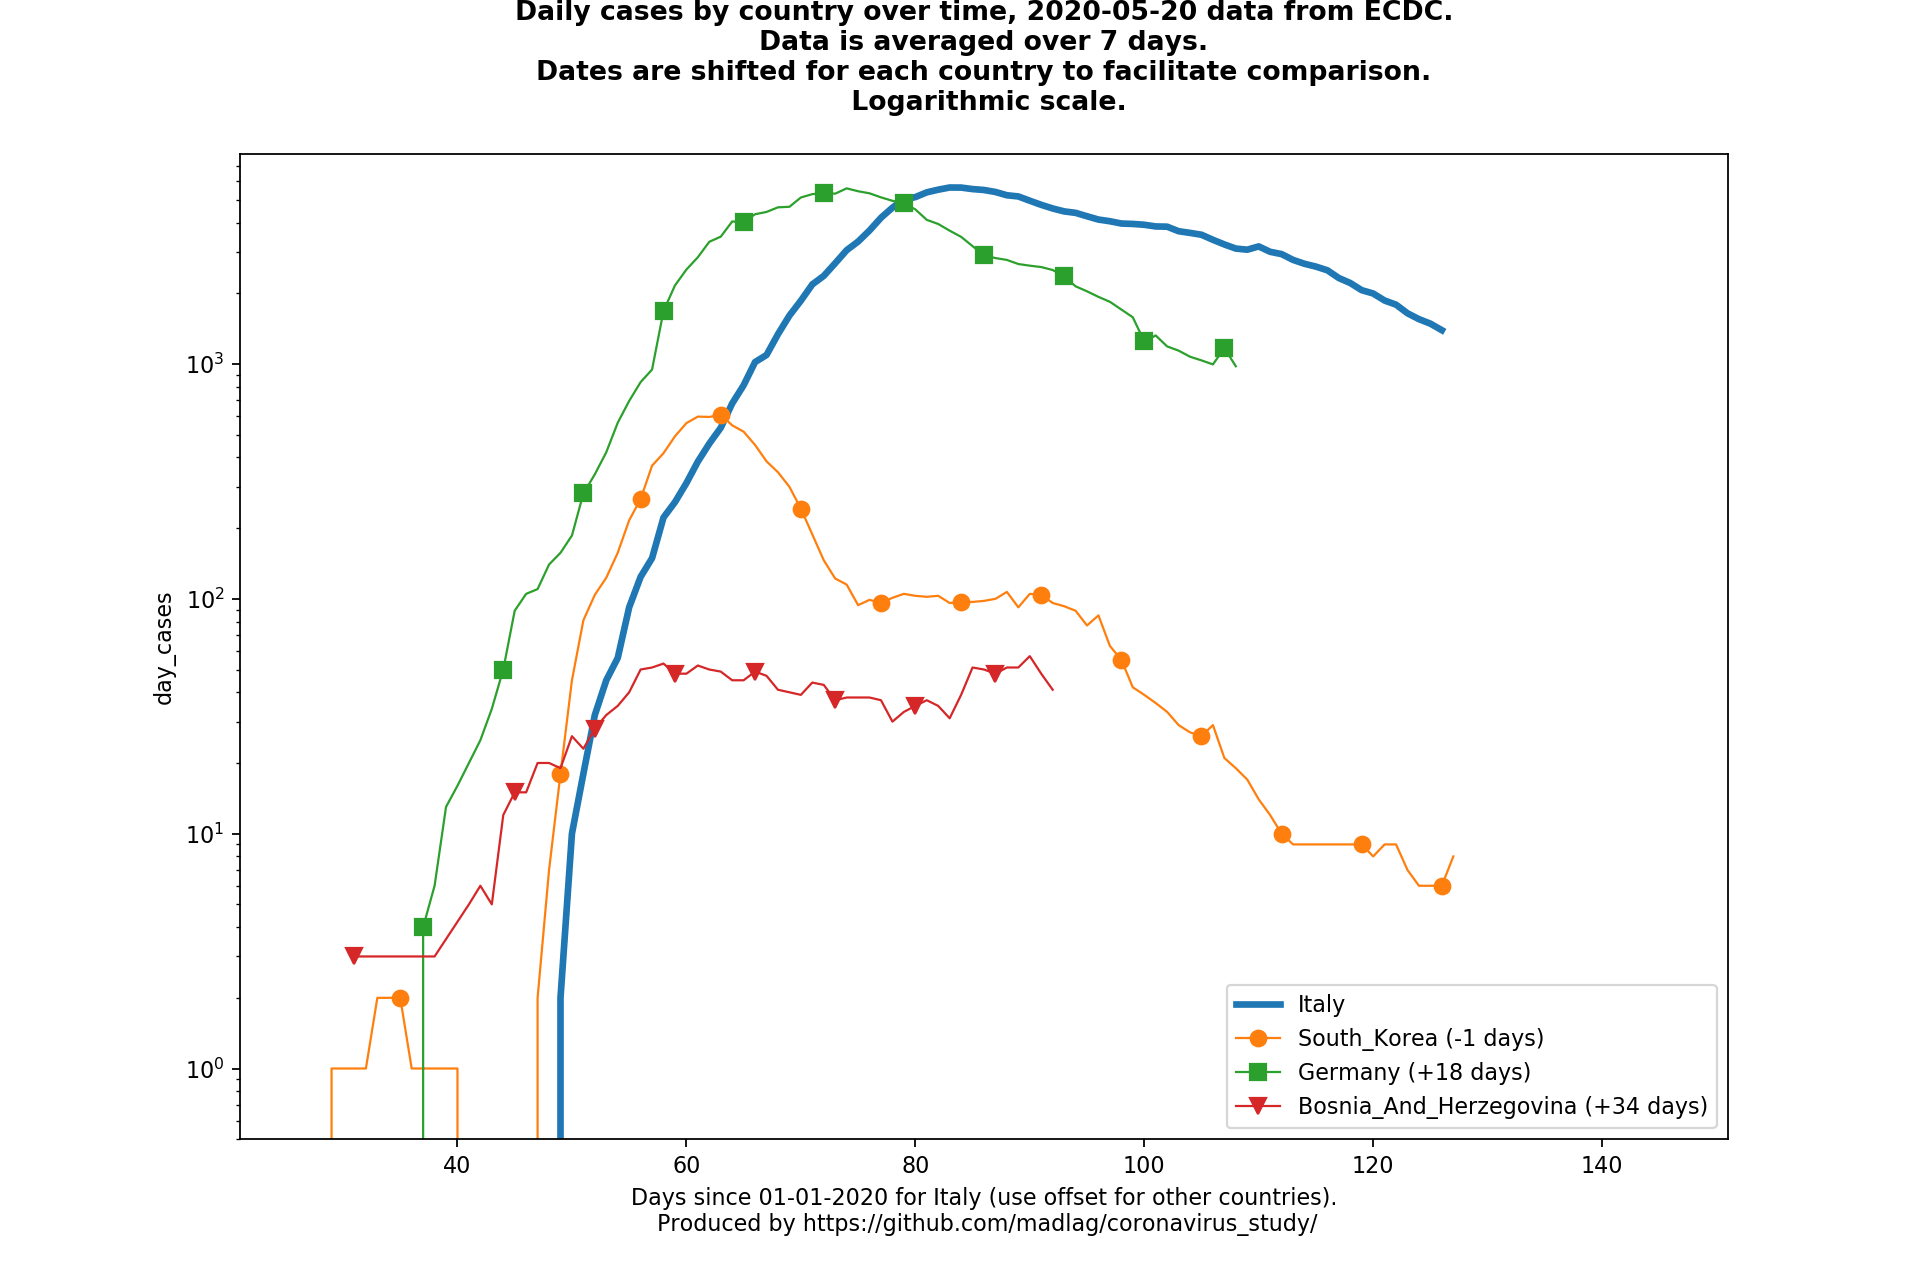 Daily cases by country over time, 2020-05-20 data from ECDC.
Data is averaged over 7 days.
Dates are shifted for each country to facilitate comparison.
Logarithmic scale.
day_cases
10³
10²
10¹
10⁰
Italy
South_Korea (-1 days)
Germany (+18 days)
Bosnia_And_Herzegovina (+34 days)
40 60 80 100 120 140
Days since 01-01-2020 for Italy (use offset for other countries).
Produced by https://github.com/madlag/coronavirus_study/